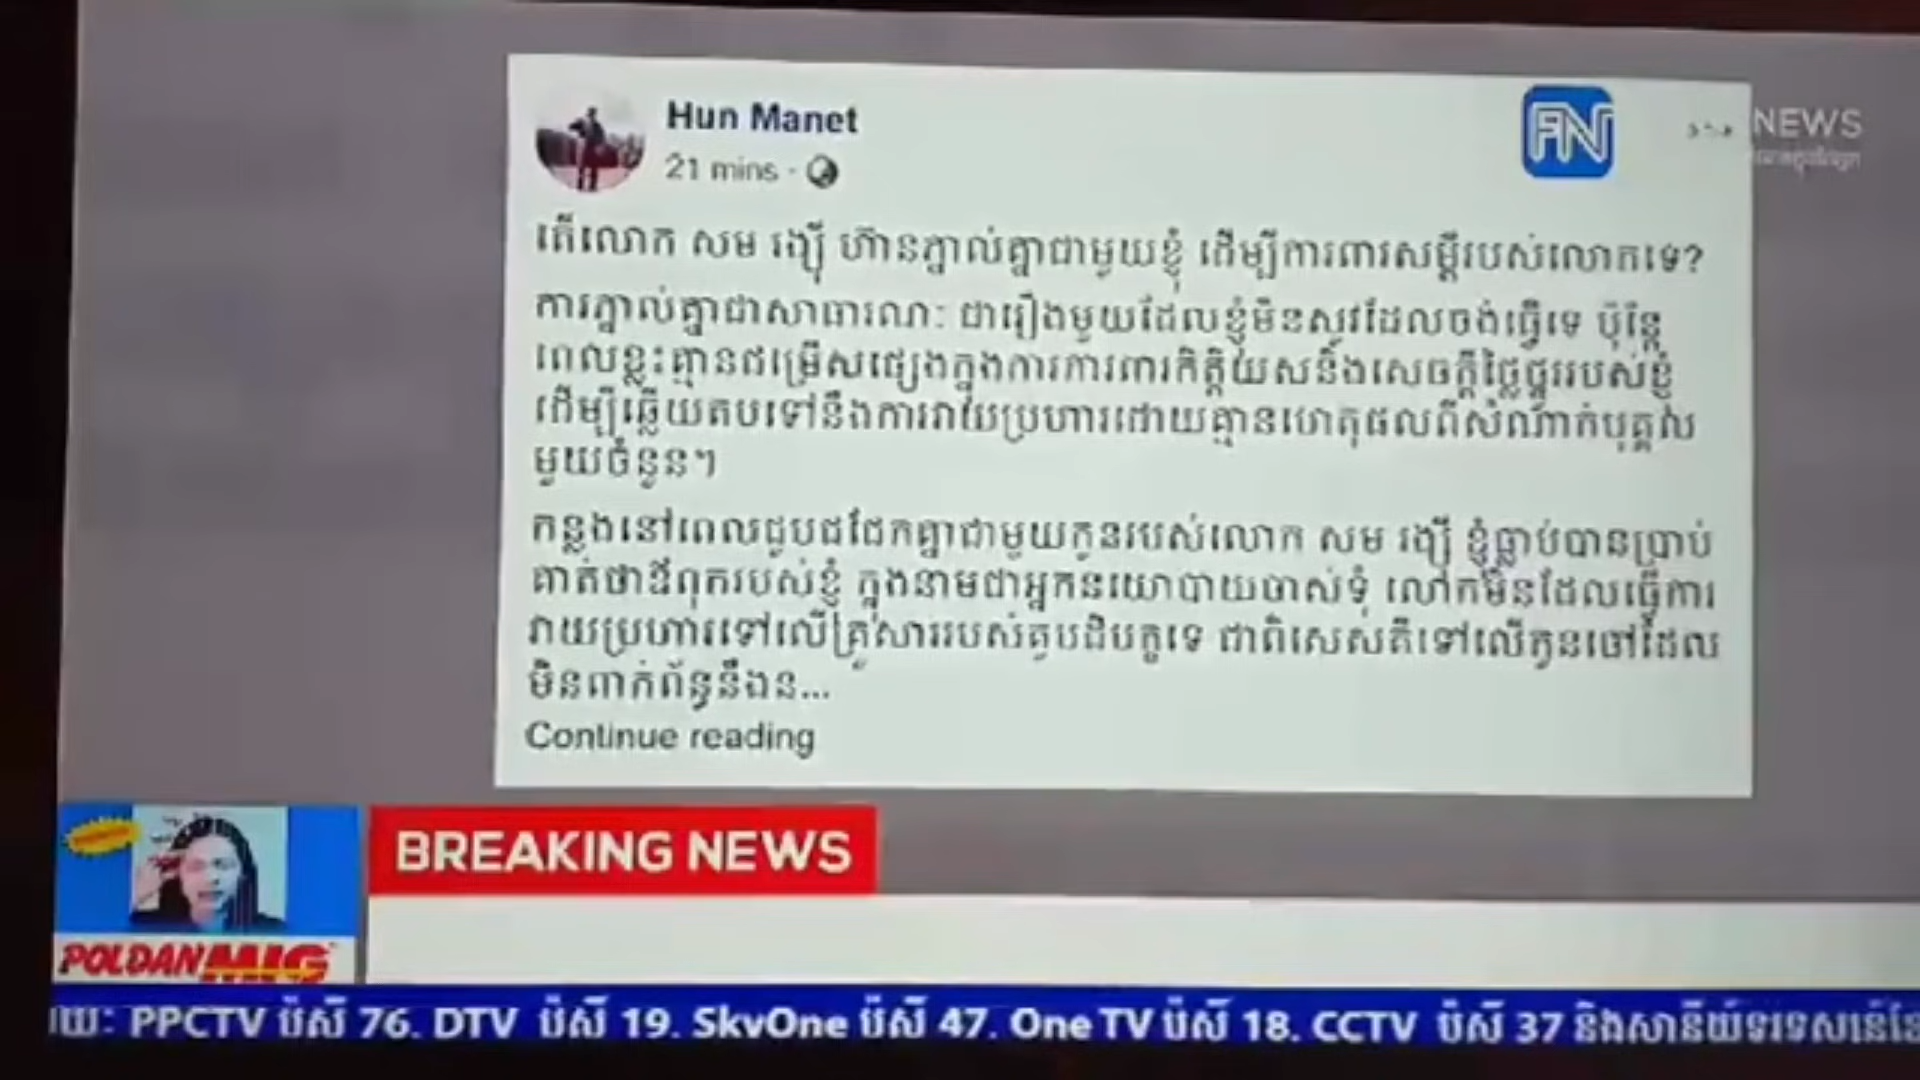 Hun Manet
21 mins ·
FN
NEWS
តើលោក សម រង្ស៊ី ហ៊ានភ្នាល់គ្នាជាមួយខ្ញុំ ដើម្បីការពារសម្ដីរបស់លោកទេ?
ការភ្នាល់គ្នាជាសាធារណៈ ជារឿងមួយដែលខ្ញុំមិនសូវដែលចង់ធ្វើទេ ប៉ុន្តែ
ពេលខ្លះគ្មានជម្រើសផ្សេងក្នុងការការពារកិត្តិយសនិងសេចក្ដីថ្លៃថ្នូររបស់ខ្ញុំ
ដើម្បីឆ្លើយតបទៅនឹងការវាយប្រហារដោយគ្មានហេតុផលពីសំណាក់បុគ្គល
មួយចំនួន។
កន្លងនៅពេលជួបជជែកគ្នាជាមួយកូនរបស់លោក សម រង្ស៊ី ខ្ញុំធ្លាប់បានប្រាប់
គាត់ថាឪពុករបស់ខ្ញុំ ក្នុងនាមជាអ្នកនយោបាយចាស់ទុំ លោកមិនដែលធ្វើការ
វាយប្រហារទៅលើគ្រួសាររបស់គូបដិបក្ខទេ ជាពិសេសគឺទៅលើកូនចៅដែល
មិនពាក់ព័ន្ធនឹងន...
Continue reading
BREAKING NEWS
POLDANMIG
យ: PPCTV ប៉ុស្តិ៍ 76. DTV ប៉ុស្តិ៍ 19. SkyOne ប៉ុស្តិ៍ 47. One TV ប៉ុស្តិ៍ 18. CCTV ប៉ុស្តិ៍ 37